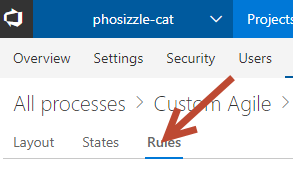 phosizzle-cat Projects
Overview Settings Security Users
All processes > Custom Agile >
Layout States Rules